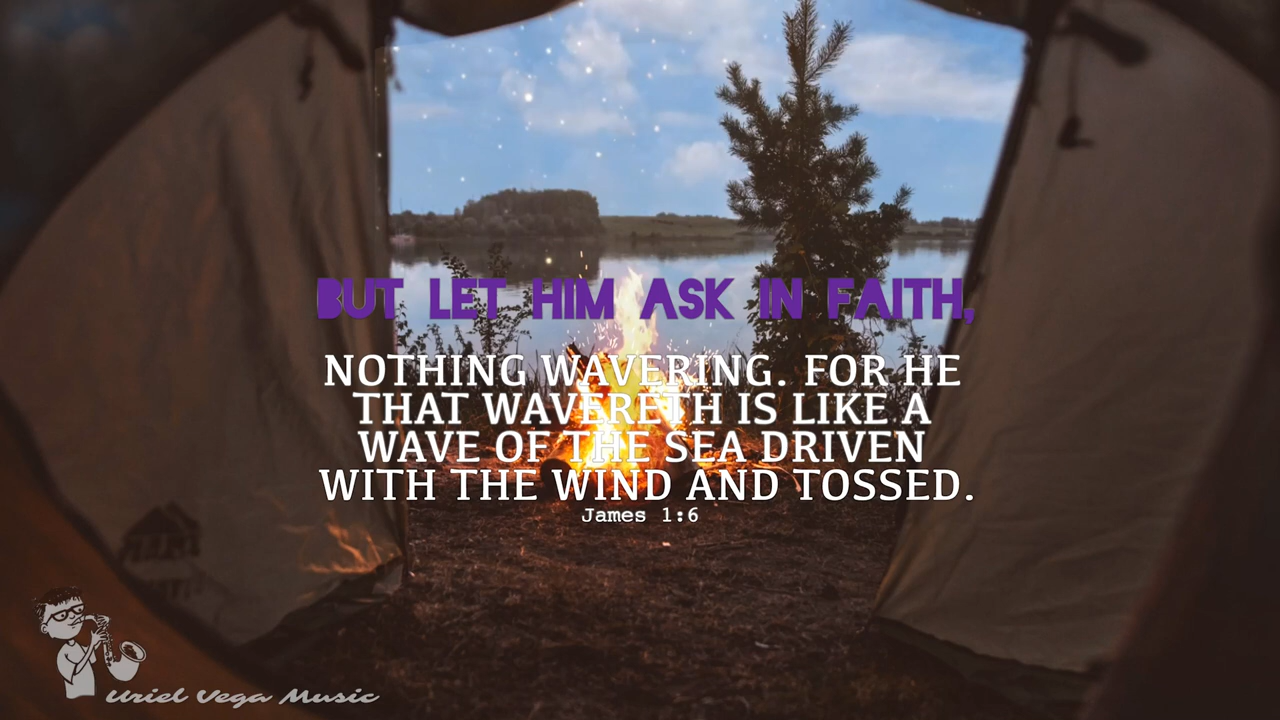 BUT LET HIM ASK IN FAITH,
NOTHING WAVERING. FOR HE
THAT WAVERETH IS LIKE A
WAVE OF THE SEA DRIVEN
WITH THE WIND AND TOSSED.
James 1:6
Uriel Vega Music